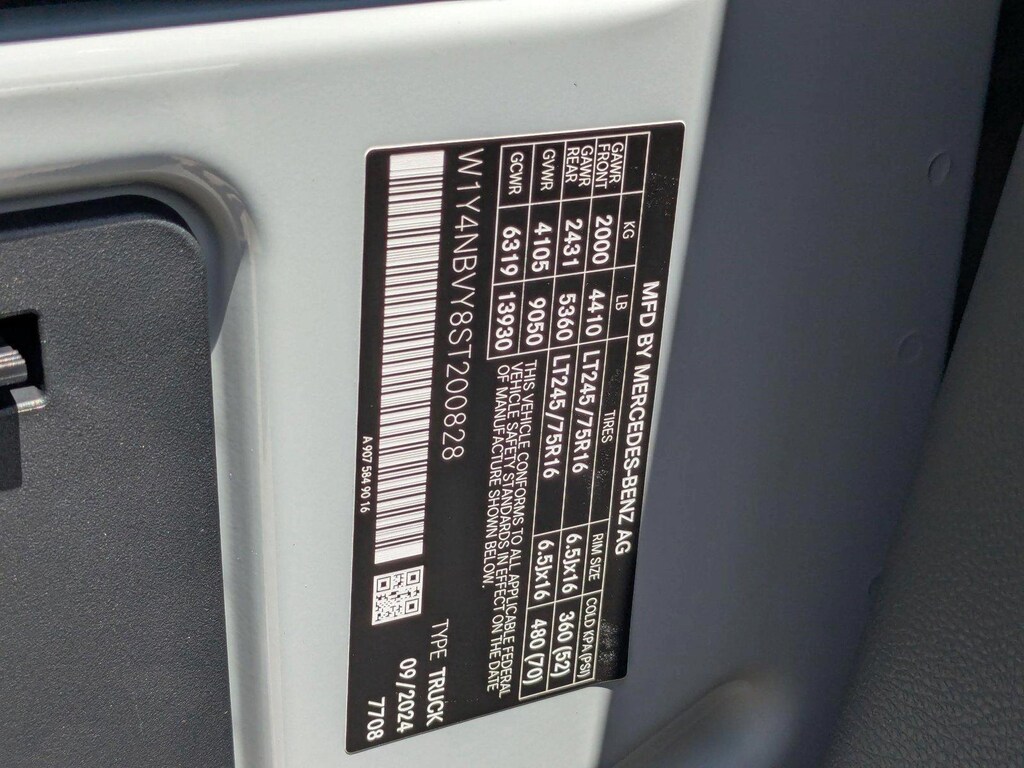 MFD BY MERCEDES-BENZ AG
KG LB TIRES RIM SIZE COLD KPA (PSI)
GAWR FRONT 2000 4410 LT245/75R16 6.5Jx16 360 (52)
GAWR REAR 2431 5360 LT245/75R16 6.5Jx16 480 (70)
GVWR 4105 9050
GCWR 6319 13930
THIS VEHICLE CONFORMS TO ALL APPLICABLE FEDERAL
VEHICLE SAFETY STANDARDS IN EFFECT ON THE DATE
OF MANUFACTURE SHOWN BELOW.
W1Y4NBVY8ST200828
TYPE TRUCK
09/2024
7708
A 907 584 90 16